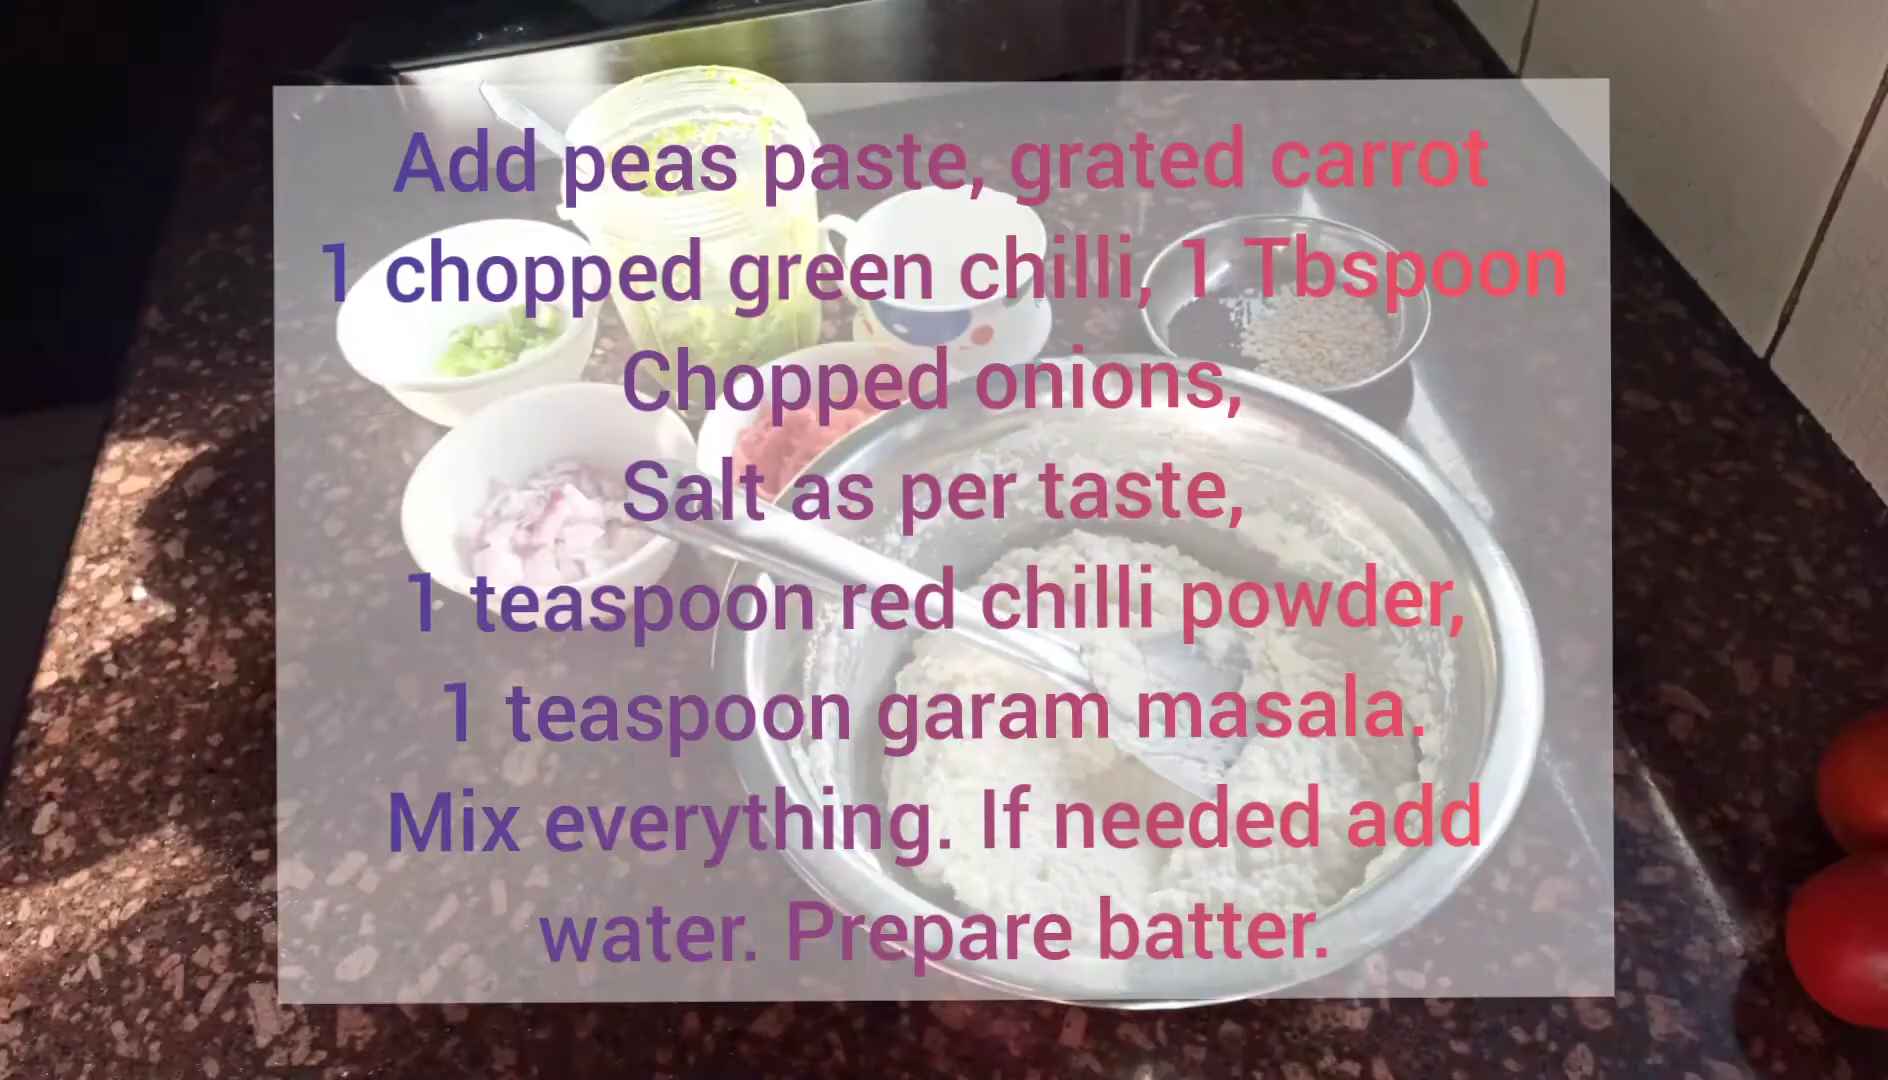 Add peas paste, grated carrot
1 chopped green chilli, 1 Tbspoon
Chopped onions,
Salt as per taste,
1 teaspoon red chilli powder,
1 teaspoon garam masala.
Mix everything. If needed add
water. Prepare batter.